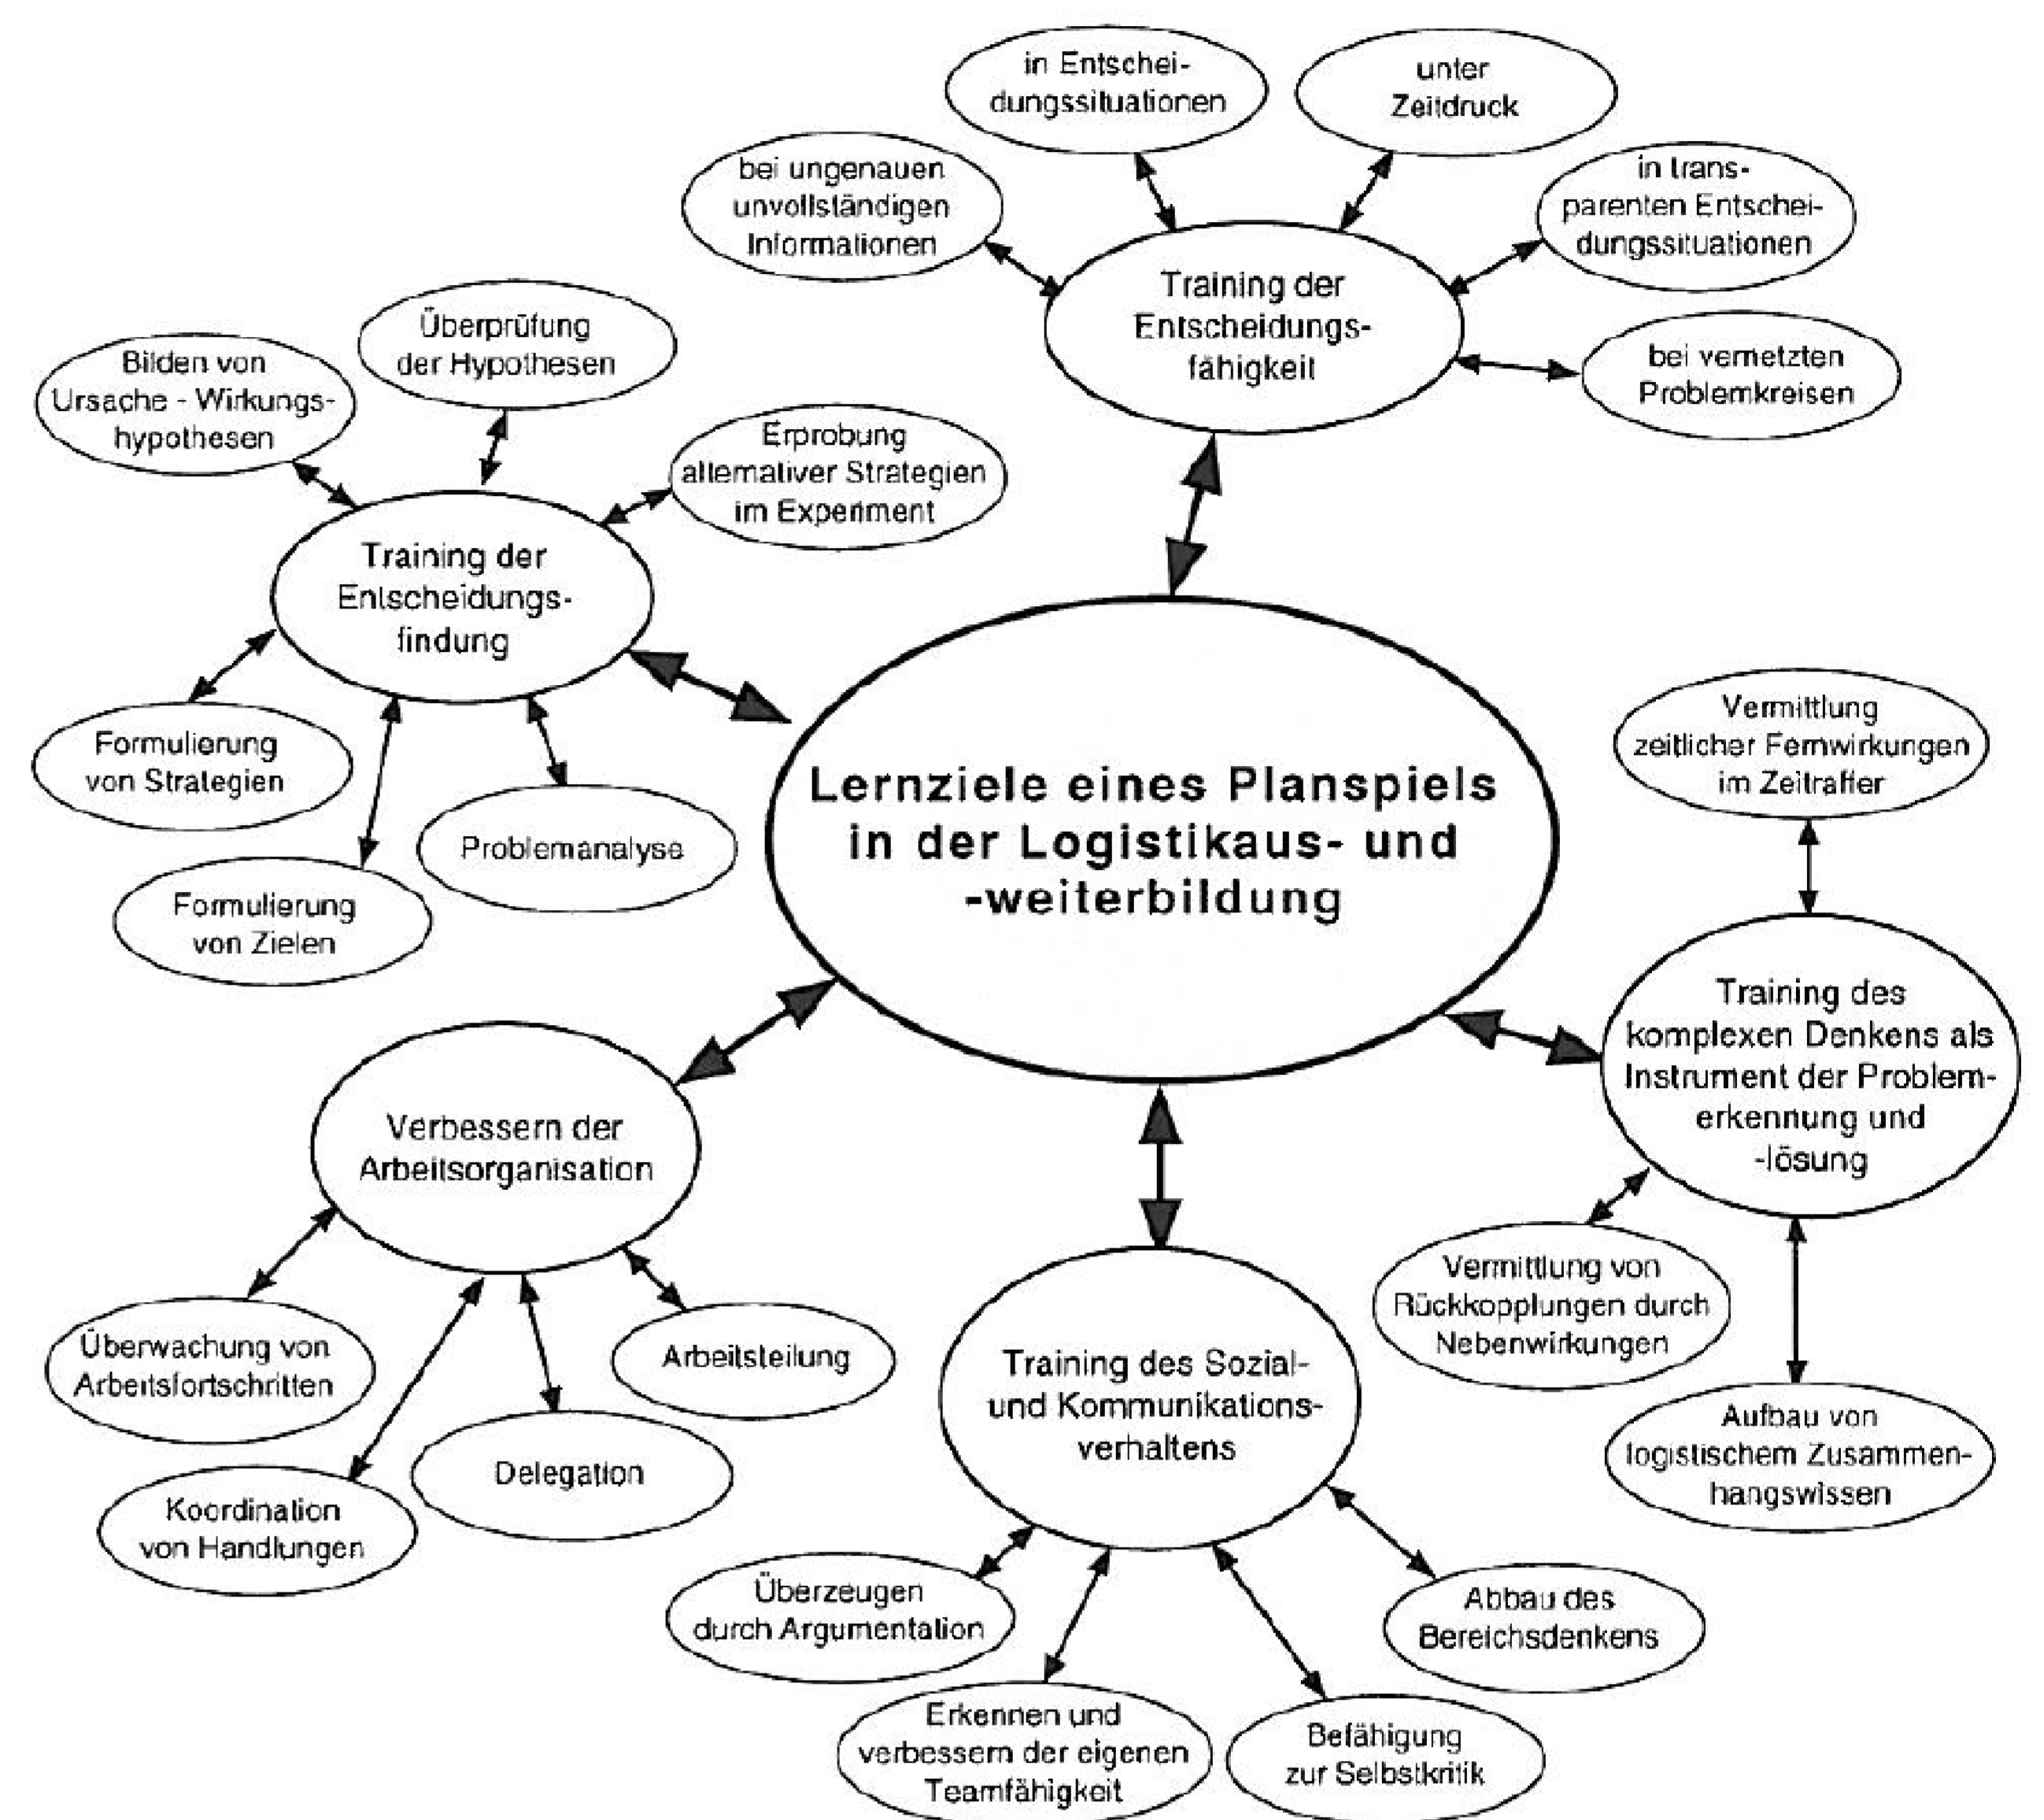 in Entschei-
dungssituationen
unter
Zeitdruck
bei ungenauen
unvollständigen
Informationen
in trans-
parenten Entschei-
dungssituationen
Training der
Entscheidungs-
fähigkeit
bei vernetzten
Problemkreisen
Bilden von
Ursache - Wirkungs-
hypothesen
Überprüfung
der Hypothesen
Erprobung
alternativer Strategien
im Experiment
Training der
Entscheidungs-
findung
Formulierung
von Strategien
Formulierung
von Zielen
Problemanalyse
Lernziele eines Planspiels
in der Logistikaus- und
-weiterbildung
Vermittlung
zeitlicher Fernwirkungen
im Zeitraffer
Training des
komplexen Denkens als
Instrument der Problem-
erkennung und
-lösung
Vermittlung von
Rückkopplungen durch
Nebenwirkungen
Aufbau von
logistischem Zusammen-
hangswissen
Verbessern der
Arbeitsorganisation
Überwachung von
Arbeitsfortschritten
Koordination
von Handlungen
Delegation
Arbeitsteilung
Training des Sozial-
und Kommunikations-
verhaltens
Überzeugen
durch Argumentation
Erkennen und
verbessern der eigenen
Teamfähigkeit
Befähigung
zur Selbstkritik
Abbau des
Bereichsdenkens